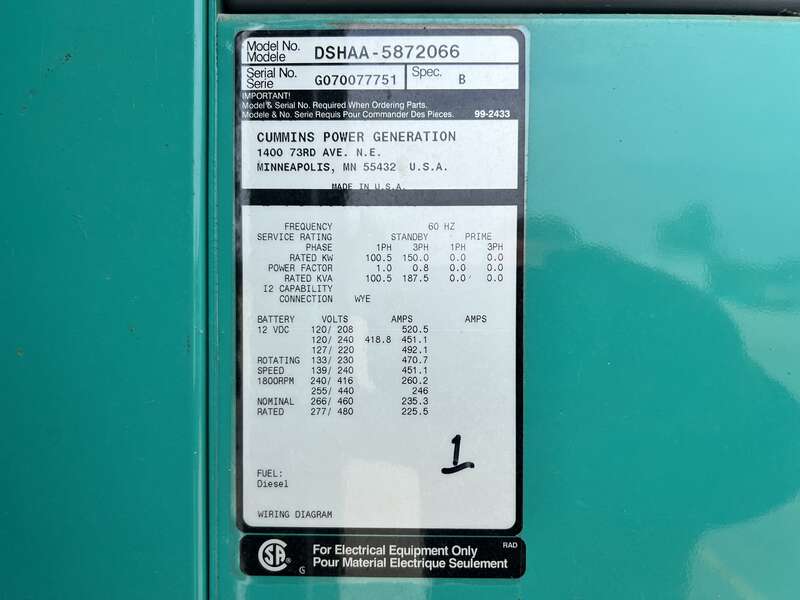 Model No. DSHAA-5872066
Modele
Serial No. G070077751 Spec. B
Serie
IMPORTANT!
Model & Serial No. Required When Ordering Parts.
Modele & No. Serie Requis Pour Commander Des Pieces. 99-2433
CUMMINS POWER GENERATION
1400 73RD AVE. N.E.
MINNEAPOLIS, MN 55432 U.S.A.
MADE IN U.S.A.
FREQUENCY 60 HZ
SERVICE RATING STANDBY PRIME
PHASE 1PH 3PH 1PH 3PH
RATED KW 100.5 150.0 0.0 0.0
POWER FACTOR 1.0 0.8 0.0 0.0
RATED KVA 100.5 187.5 0.0 0.0
I2 CAPABILITY
CONNECTION WYE
BATTERY VOLTS AMPS AMPS
12 VDC 120/ 208 520.5
120/ 240 418.8 451.1
127/ 220 492.1
ROTATING 133/ 230 470.7
SPEED 139/ 240 451.1
1800RPM 240/ 416 260.2
255/ 440 246
NOMINAL 266/ 460 235.3
RATED 277/ 480 225.5
1
FUEL:
Diesel
WIRING DIAGRAM
SA G For Electrical Equipment Only RAD
Pour Material Electrique Seulement